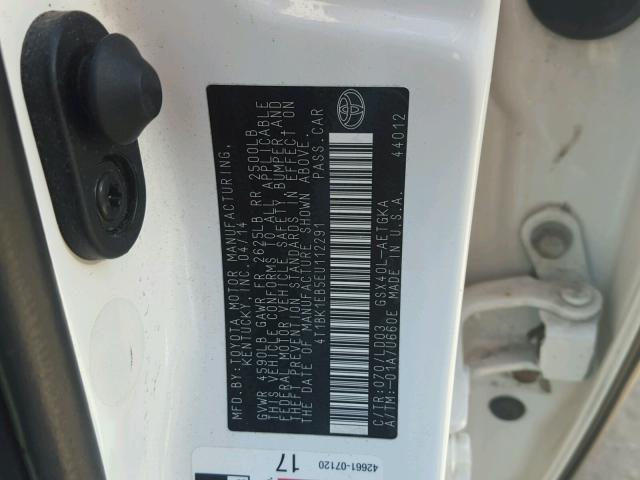 MFD. BY:TOYOTA MOTOR MANUFACTURING,
KENTUCKY, INC. 04/14
GVWR 4590LB GAWR FR 2625LB RR 2500LB
THIS VEHICLE CONFORMS TO ALL APPLICABLE
FEDERAL MOTOR VEHICLE SAFETY, BUMPER AND
THEFT PREVENTION STANDARDS IN EFFECT ON
THE DATE OF MANUFACTURE SHOWN ABOVE.
4T1BK1EB5EU112291 PASS.CAR
C/TR:070/LD03 GSX40L-AETGKA
A/TM:-01A/U660E MADE IN U.S.A.
44012
42661-07120
17